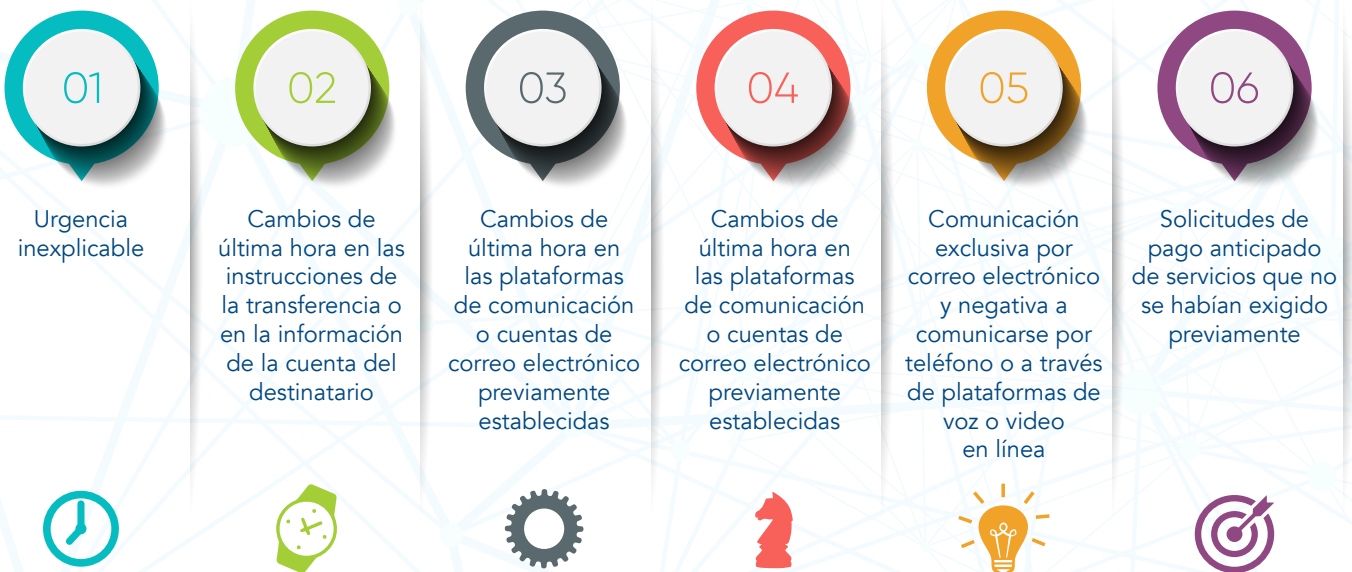 01
Urgencia
inexplicable
02
Cambios de
última hora en las
instrucciones de
la transferencia o
en la información
de la cuenta del
destinatario
03
Cambios de
última hora en
las plataformas
de comunicación
o cuentas de
correo electrónico
previamente
establecidas
04
Cambios de
última hora en
las plataformas
de comunicación
o cuentas de
correo electrónico
previamente
establecidas
05
Comunicación
exclusiva por
correo electrónico
y negativa a
comunicarse por
teléfono o a través
de plataformas de
voz o video
en línea
06
Solicitudes de
pago anticipado
de servicios que no
se habían exigido
previamente